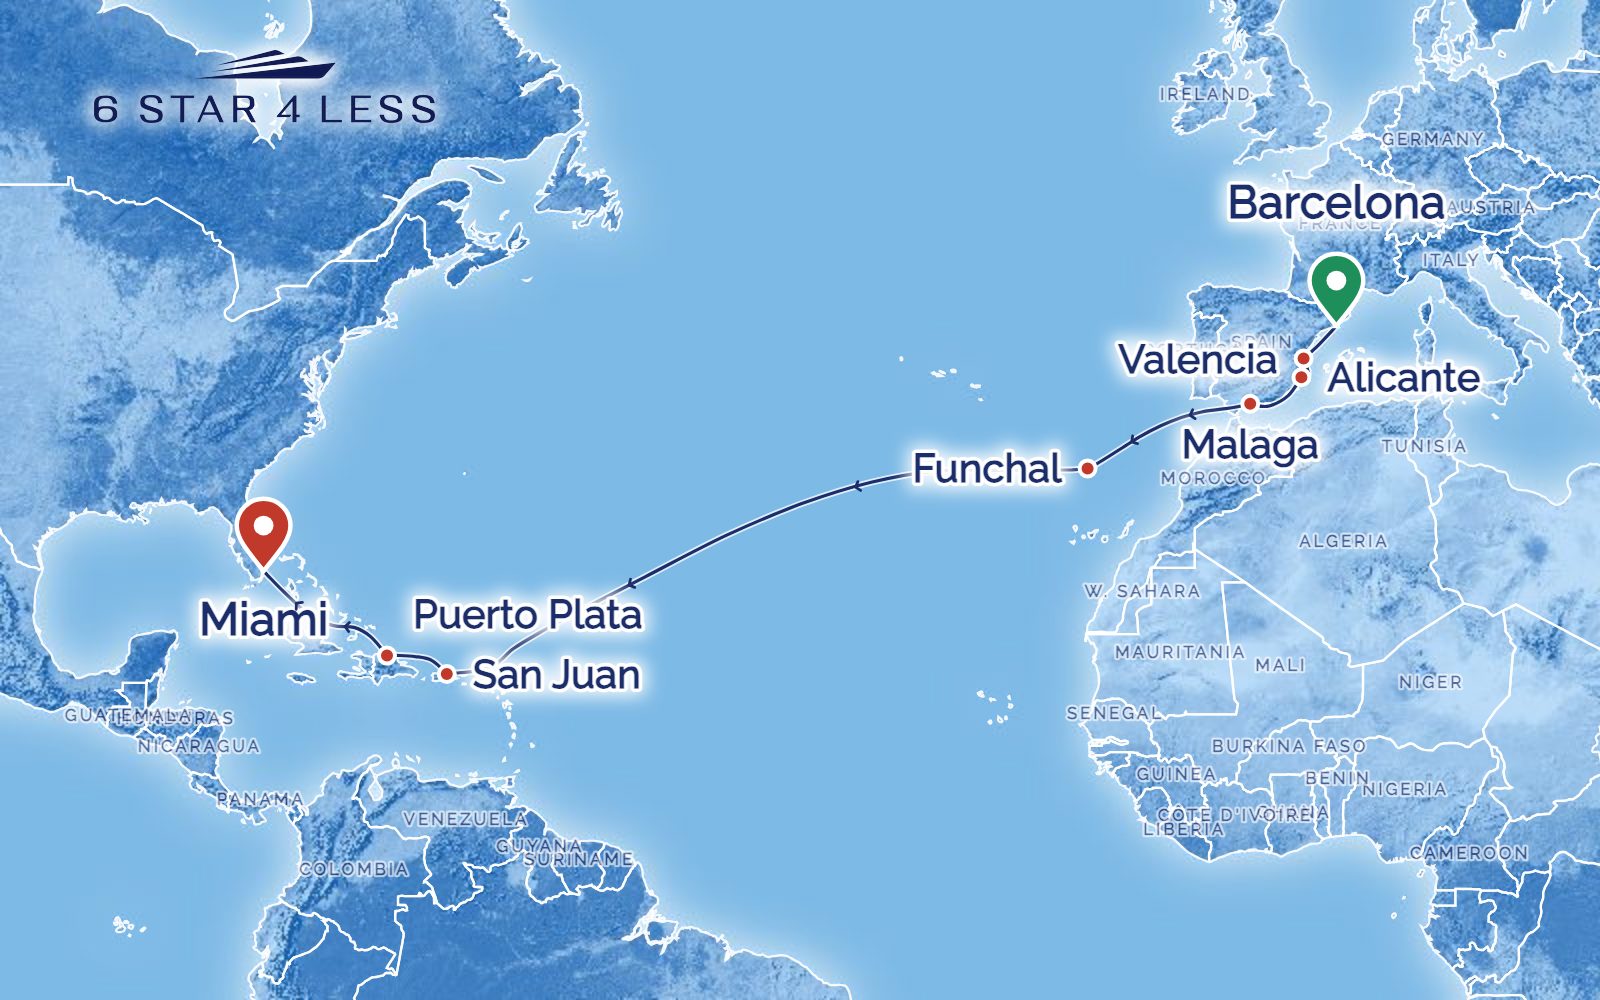 6 STAR 4 LESS
IRELAND
GERMANY
Barcelona
AUSTRIA
FRANCE
ITALY
SPAIN
Valencia
Alicante
Malaga
TUNISIA
Funchal
MOROCCO
ALGERIA
W. SAHARA
Miami
Puerto Plata
San Juan
MAURITANIA
MALI
NIGER
GUATEMALA
SENEGAL
NICARAGUA
BURKINA FASO
GUINEA
BENIN
NIGERIA
PANAMA
VENEZUELA
CÔTE D'IVOIRE
LIBERIA
GUYANA
SURINAME
CAMEROON
COLOMBIA